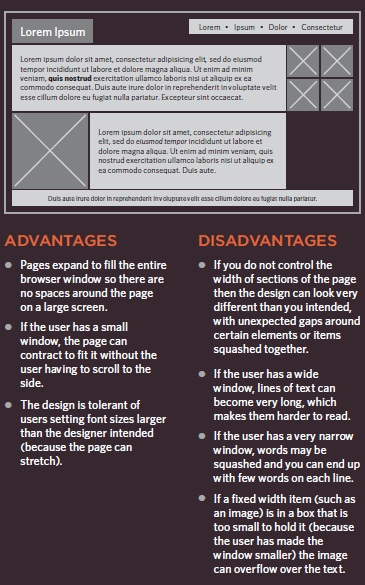 Lorem Ipsum
Lorem • Ipsum • Dolor • Consectetur
Lorem ipsum dolor sit amet, consectetur adipisicing elit, sed do eiusmod
tempor incididunt ut labore et dolore magna aliqua. Ut enim ad minim
veniam, quis nostrud exercitation ullamco laboris nisi ut aliquip ex ea
commodo consequat. Duis aute irure dolor in reprehenderit in voluptate velit
esse cillum dolore eu fugiat nulla pariatur. Excepteur sint occaecat.
Lorem ipsum dolor sit amet, consectetur adipisicing
elit, sed do eiusmod tempor incididunt ut labore et
dolore magna aliqua. Ut enim ad minim veniam, quis
nostrud exercitation ullamco laboris nisi ut aliquip ex
ea commodo consequat. Duis aute.
Duis aute irure dolor in reprehenderit in voluptate velit esse cillum dolore eu fugiat nulla pariatur.
ADVANTAGES
• Pages expand to fill the entire
browser window so there are
no spaces around the page
on a large screen.
• If the user has a small
window, the page can
contract to fit it without the
user having to scroll to the
side.
• The design is tolerant of
users setting font sizes larger
than the designer intended
(because the page can
stretch).
DISADVANTAGES
• If you do not control the
width of sections of the page
then the design can look very
different than you intended,
with unexpected gaps around
certain elements or items
squashed together.
• If the user has a wide
window, lines of text can
become very long, which
makes them harder to read.
• If the user has a very narrow
window, words may be
squashed and you can end up
with few words on each line.
• If a fixed width item (such as
an image) is in a box that is
too small to hold it (because
the user has made the
window smaller) the image
can overflow over the text.